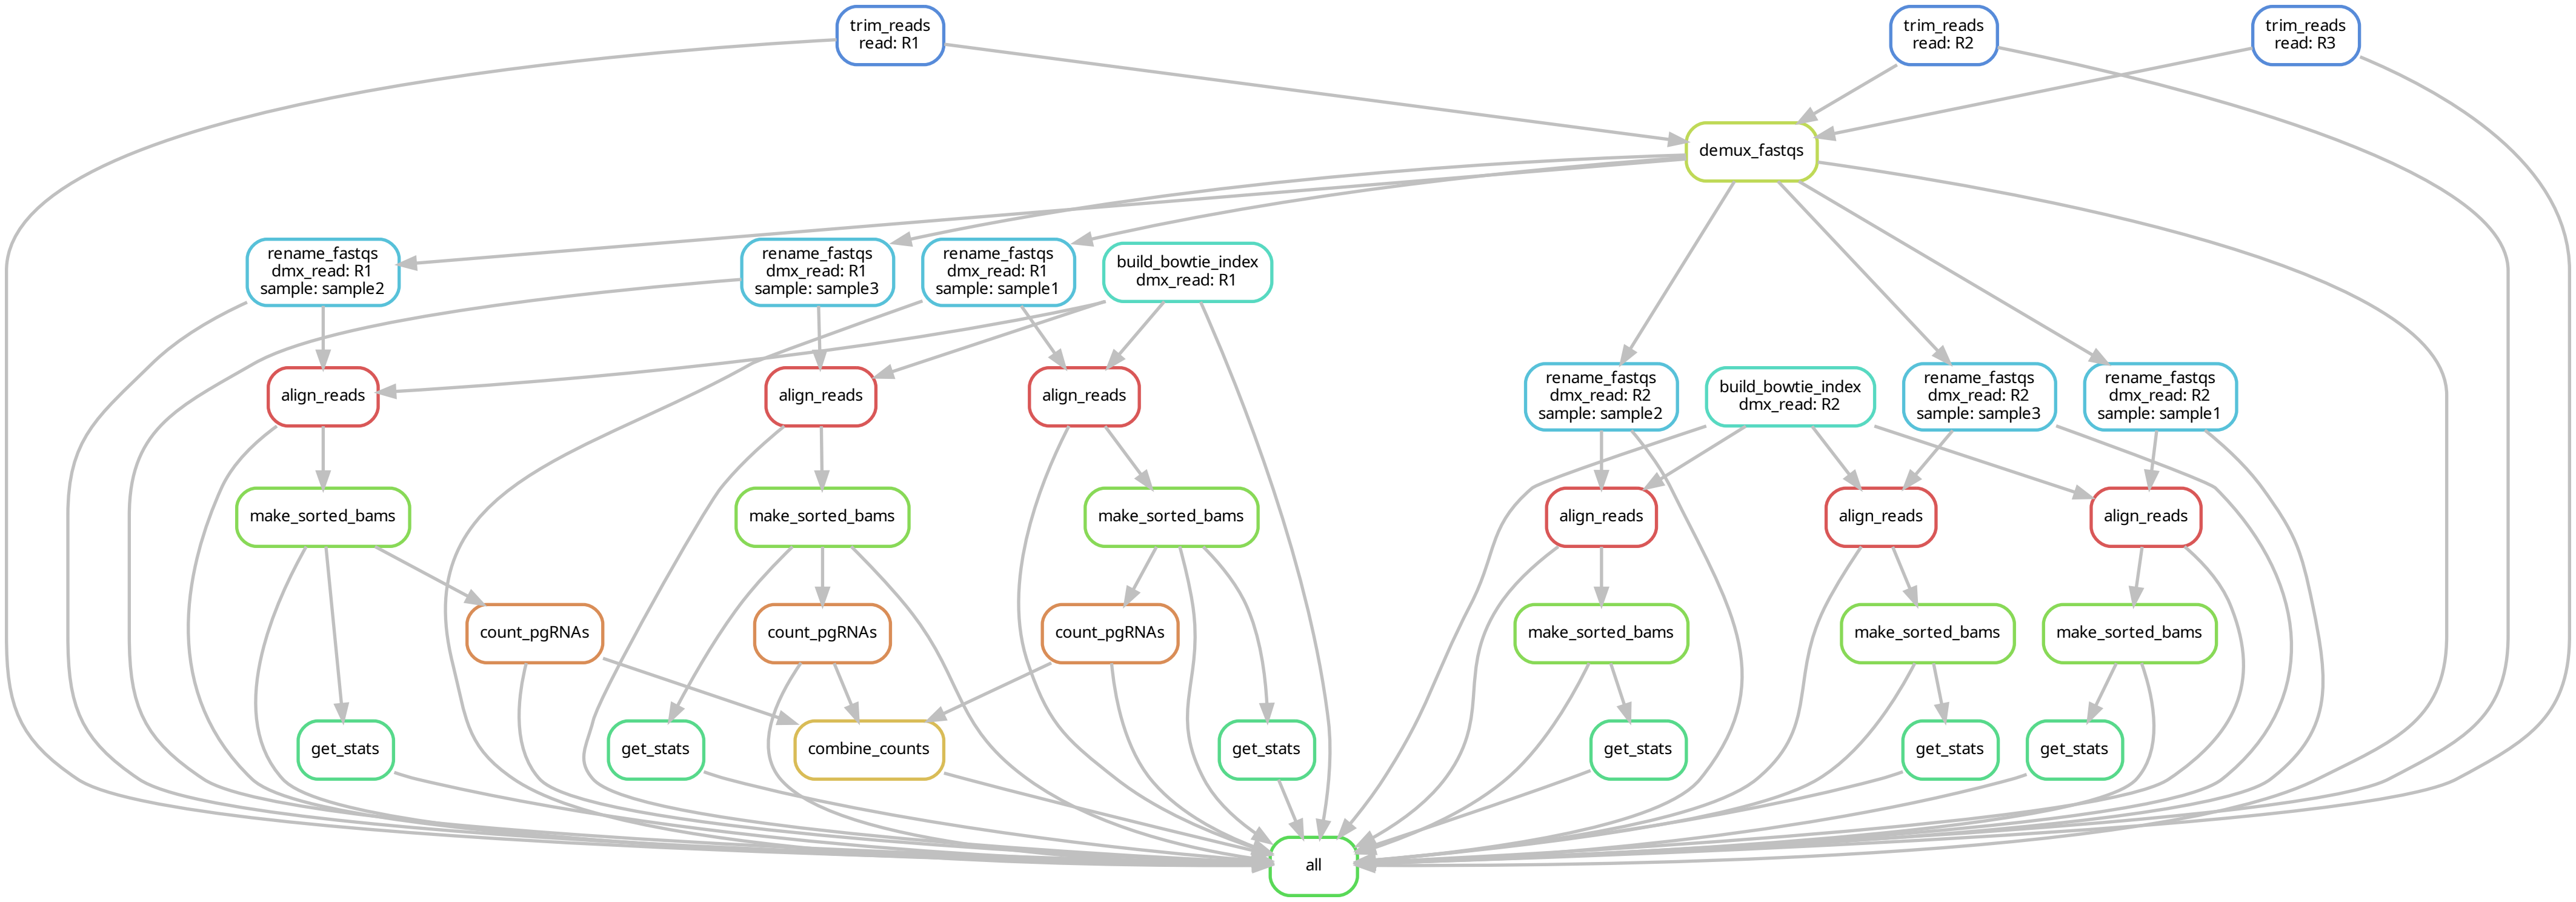 trim_reads
read: R1
trim_reads
read: R2
trim_reads
read: R3
demux_fastqs
rename_fastqs
dmx_read: R1
sample: sample2
rename_fastqs
dmx_read: R1
sample: sample3
rename_fastqs
dmx_read: R1
sample: sample1
build_bowtie_index
dmx_read: R1
align_reads
align_reads
align_reads
rename_fastqs
dmx_read: R2
sample: sample2
build_bowtie_index
dmx_read: R2
rename_fastqs
dmx_read: R2
sample: sample3
rename_fastqs
dmx_read: R2
sample: sample1
make_sorted_bams
make_sorted_bams
make_sorted_bams
align_reads
align_reads
align_reads
count_pgRNAs
count_pgRNAs
count_pgRNAs
make_sorted_bams
make_sorted_bams
make_sorted_bams
get_stats
get_stats
combine_counts
get_stats
get_stats
get_stats
get_stats
all